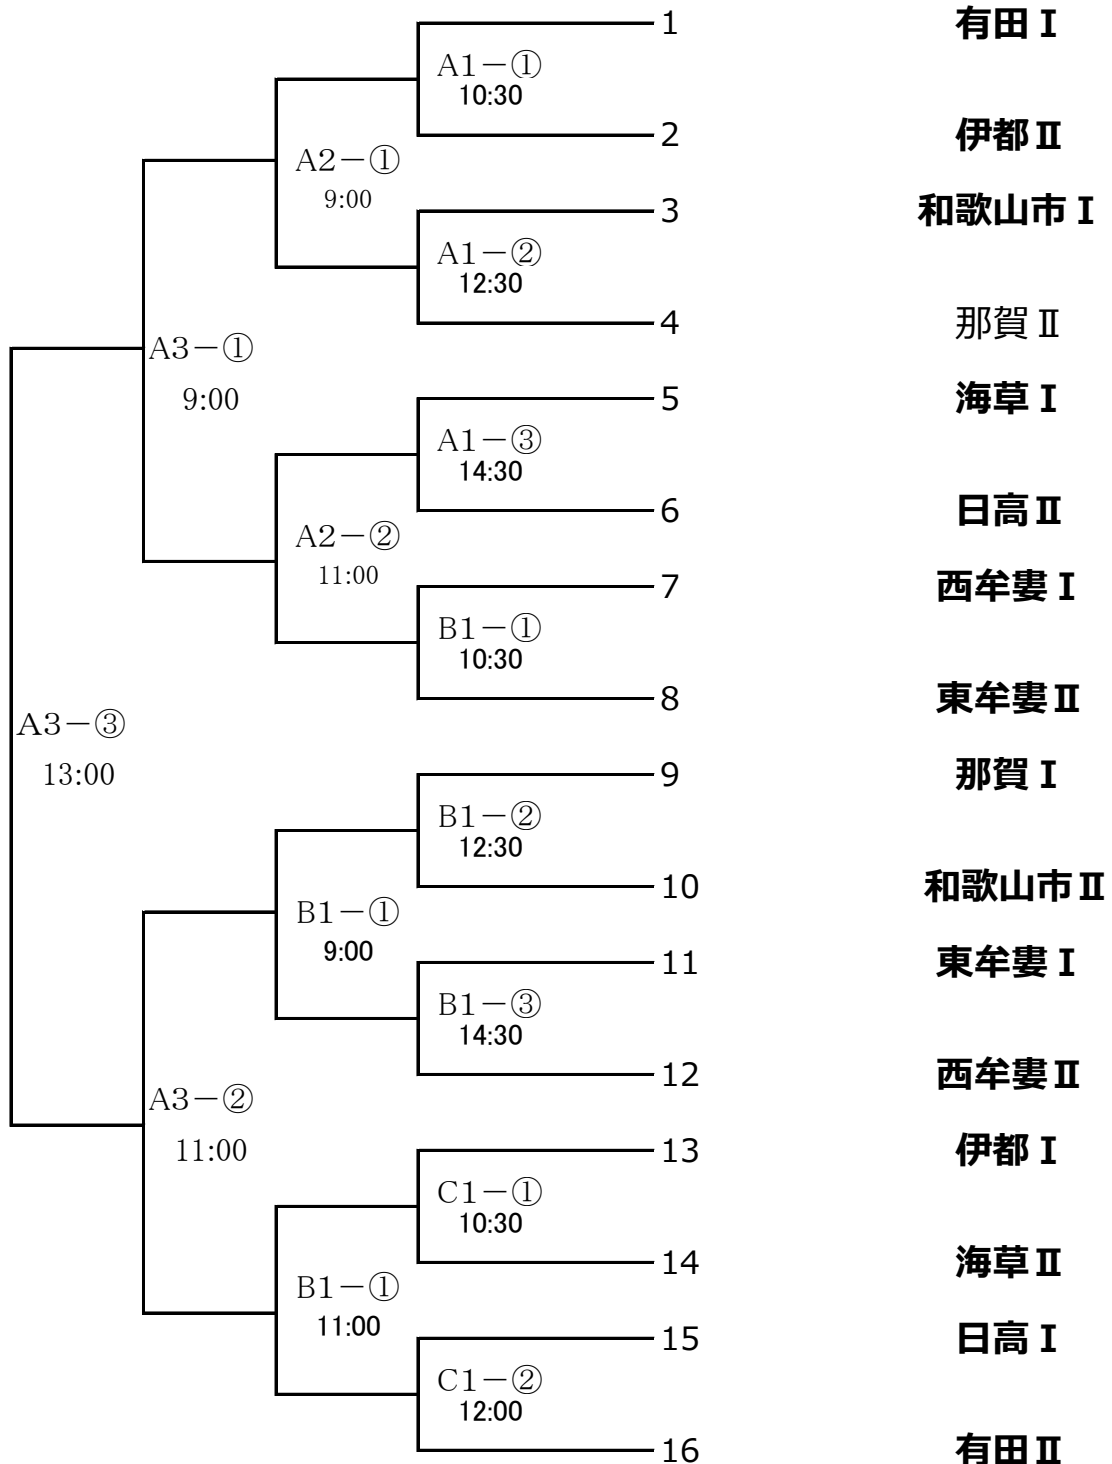 1 有田Ⅰ
A1－①
10:30
2 伊都Ⅱ
A2－①
9:00
3 和歌山市Ⅰ
A1－②
12:30
4 那賀Ⅱ
A3－①
9:00
5 海草Ⅰ
A1－③
14:30
6 日高Ⅱ
A2－②
11:00
7 西牟婁Ⅰ
B1－①
10:30
8 東牟婁Ⅱ
A3－③
13:00
9 那賀Ⅰ
B1－②
12:30
10 和歌山市Ⅱ
B1－①
9:00
11 東牟婁Ⅰ
B1－③
14:30
12 西牟婁Ⅱ
A3－②
11:00
13 伊都Ⅰ
C1－①
10:30
14 海草Ⅱ
B1－①
11:00
15 日高Ⅰ
C1－②
12:00
16 有田Ⅱ